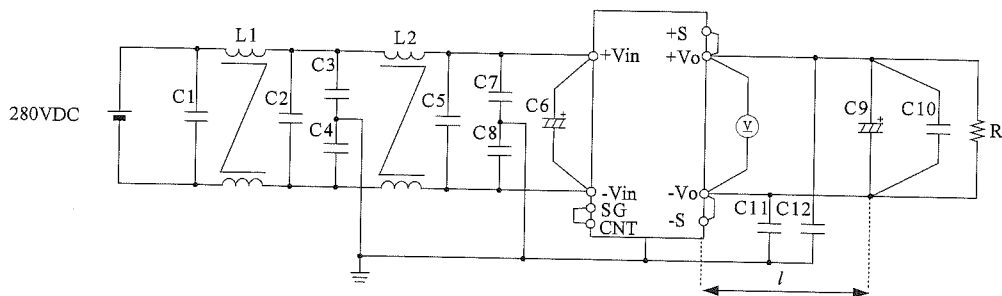 L1
L2
C3
C1
C2
C4
280VDC
C7
C5
C8
C6
+Vin
-Vin
SG
CNT
+S
+Vo
V
-Vo
-S
C9
C10
R
C11
C12
l